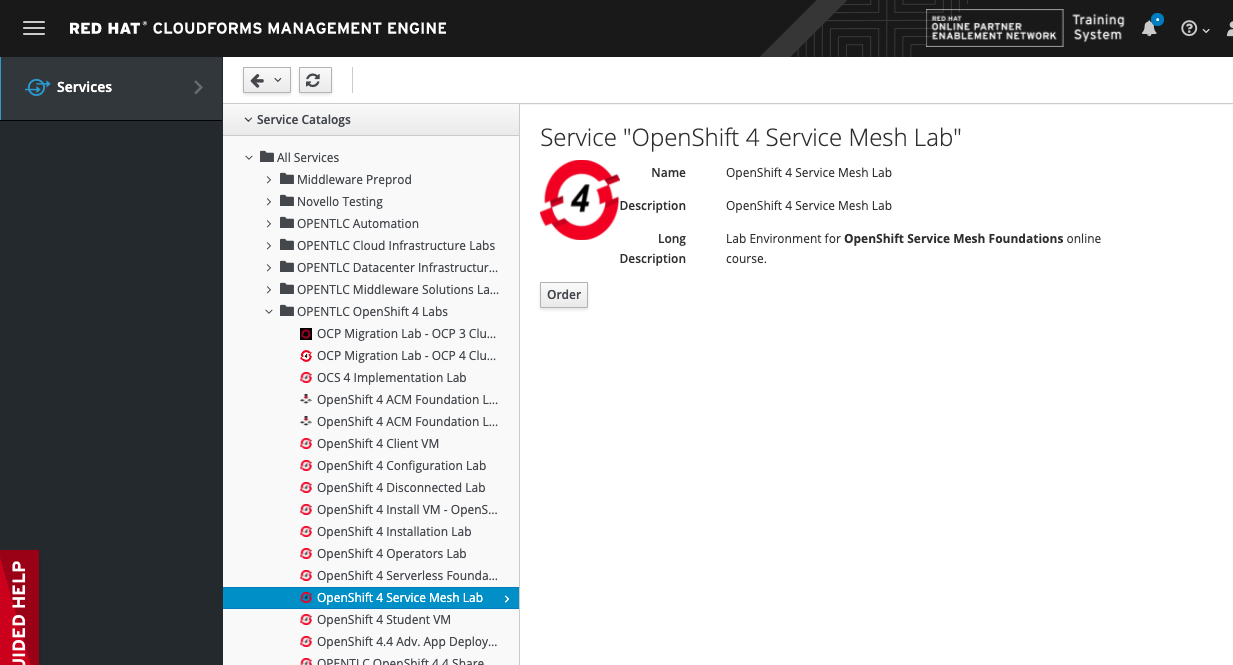 RED HAT® CLOUDFORMS MANAGEMENT ENGINE
RED HAT
ONLINE PARTNER
ENABLEMENT NETWORK
Training
System
Services
Service Catalogs
All Services
Middleware Preprod
Novello Testing
OPENTLC Automation
OPENTLC Cloud Infrastructure Labs
OPENTLC Datacenter Infrastructur...
OPENTLC Middleware Solutions La...
OPENTLC OpenShift 4 Labs
OCP Migration Lab - OCP 3 Clu...
OCP Migration Lab - OCP 4 Clu...
OCS 4 Implementation Lab
OpenShift 4 ACM Foundation L...
OpenShift 4 ACM Foundation L...
OpenShift 4 Client VM
OpenShift 4 Configuration Lab
OpenShift 4 Disconnected Lab
OpenShift 4 Install VM - OpenS...
OpenShift 4 Installation Lab
OpenShift 4 Operators Lab
OpenShift 4 Serverless Founda...
OpenShift 4 Service Mesh Lab
OpenShift 4 Student VM
OpenShift 4.4 Adv. App Deploy...
OPENTLC OpenShift 4.4 Share
Service "OpenShift 4 Service Mesh Lab"
4
Name OpenShift 4 Service Mesh Lab
Description OpenShift 4 Service Mesh Lab
Long Description Lab Environment for OpenShift Service Mesh Foundations online
course.
Order
UIDED HELP